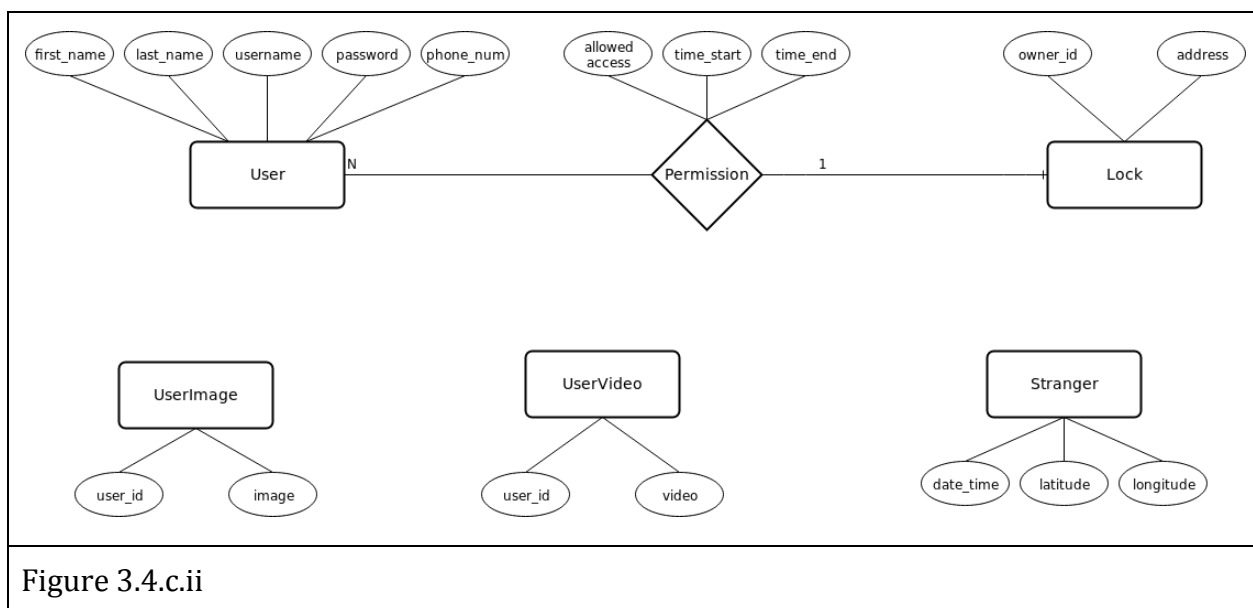 first_name
last_name
username
password
phone_num
allowed
access
time_start
time_end
owner_id
address
User
N
Permission
1
Lock
UserImage
UserVideo
Stranger
user_id
image
user_id
video
date_time
latitude
longitude
Figure 3.4.c.ii